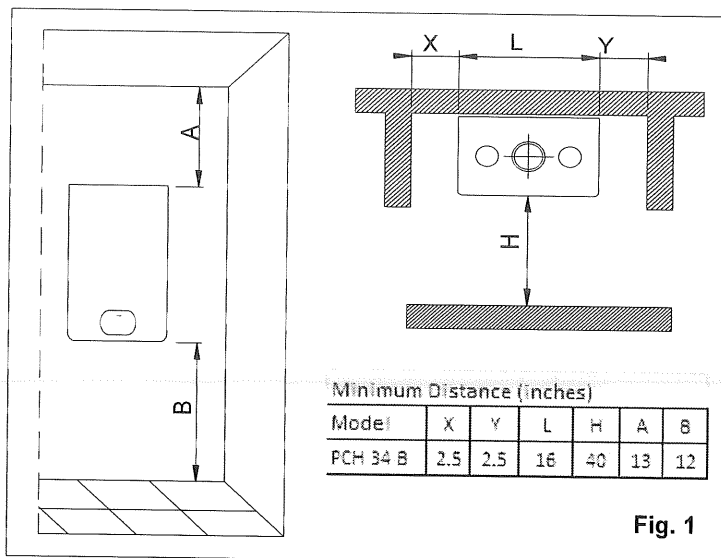 X L Y
A
H
B
Minimum Distance (inches)
Model X Y L H A B
PCH 34 B 2.5 2.5 16 40 13 12
Fig. 1